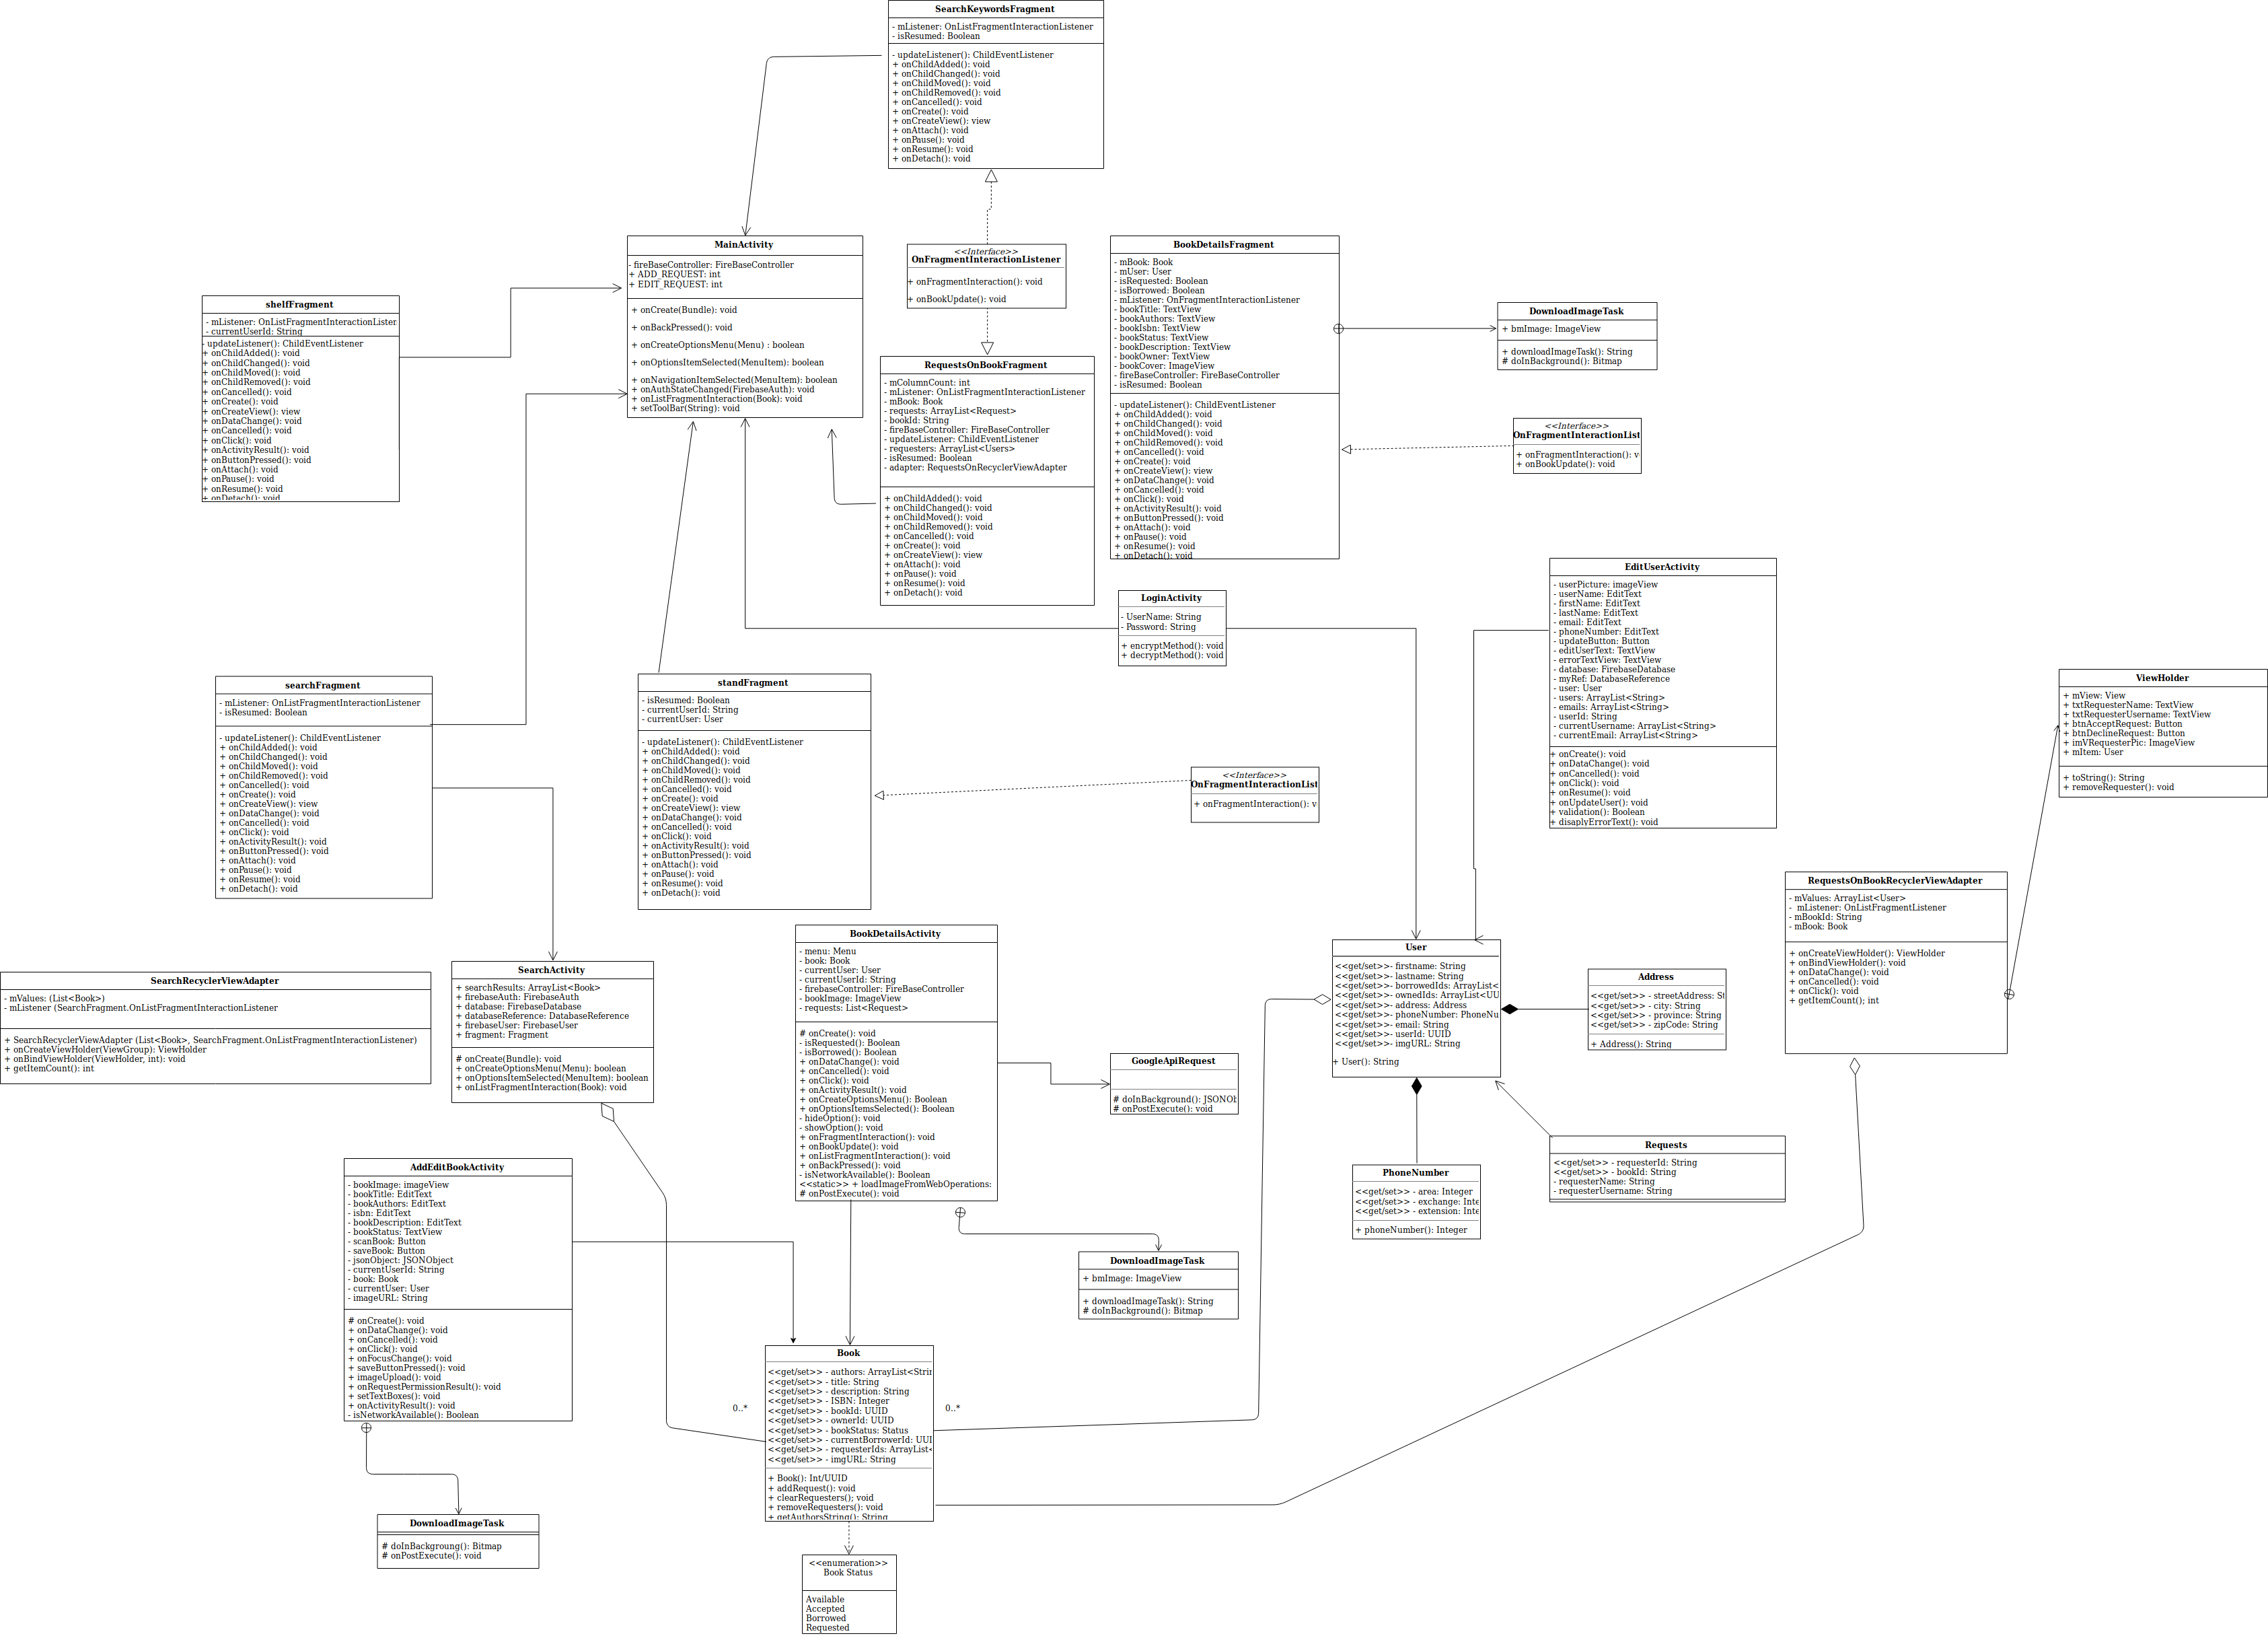 SearchKeywordsFragment
- mListener: OnListFragmentInteractionListener
- isResumed: Boolean
- updateListener(): ChildEventListener
+ onChildAdded(): void
+ onChildChanged(): void
+ onChildMoved(): void
+ onChildRemoved(): void
+ onCancelled(): void
+ onCreate(): void
+ onCreateView(): view
+ onAttach(): void
+ onPause(): void
+ onResume(): void
+ onDetach(): void
MainActivity
- fireBaseController: FireBaseController
+ ADD_REQUEST: int
+ EDIT_REQUEST: int
+ onCreate(Bundle): void
+ onBackPressed(): void
+ onCreateOptionsMenu(Menu) : boolean
+ onOptionsItemSelected(MenuItem): boolean
+ onNavigationItemSelected(MenuItem): boolean
+ onAuthStateChanged(FirebaseAuth): void
+ onListFragmentInteraction(Book): void
+ setToolBar(String): void
<<Interface>>
OnFragmentInteractionListener
+ onFragmentInteraction(): void
+ onBookUpdate(): void
BookDetailsFragment
- mBook: Book
- mUser: User
- isRequested: Boolean
- isBorrowed: Boolean
- mListener: OnFragmentInteractionListener
- bookTitle: TextView
- bookAuthors: TextView
- bookIsbn: TextView
- bookStatus: TextView
- bookDescription: TextView
- bookOwner: TextView
- bookCover: ImageView
- fireBaseController: FireBaseController
- isResumed: Boolean
- updateListener(): ChildEventListener
+ onChildAdded(): void
+ onChildChanged(): void
+ onChildMoved(): void
+ onChildRemoved(): void
+ onCancelled(): void
+ onCreate(): void
+ onCreateView(): view
+ onDataChange(): void
+ onCancelled(): void
+ onClick(): void
+ onActivityResult(): void
+ onButtonPressed(): void
+ onAttach(): void
+ onPause(): void
+ onResume(): void
+ onDetach(): void
shelfFragment
- mListener: OnListFragmentInteractionListener
- currentUserId: String
- updateListener(): ChildEventListener
+ onChildAdded(): void
+ onChildChanged(): void
+ onChildMoved(): void
+ onChildRemoved(): void
+ onCancelled(): void
+ onCreate(): void
+ onCreateView(): view
+ onDataChange(): void
+ onCancelled(): void
+ onClick(): void
+ onActivityResult(): void
+ onButtonPressed(): void
+ onAttach(): void
+ onPause(): void
+ onResume(): void
+ onDetach(): void
DownloadImageTask
+ bmImage: ImageView
+ downloadImageTask(): String
# doInBackground(): Bitmap
RequestsOnBookFragment
- mColumnCount: int
- mListener: OnListFragmentInteractionListener
- mBook: Book
- requests: ArrayList<Request>
- bookId: String
- fireBaseController: FireBaseController
- updateListener: ChildEventListener
- requesters: ArrayList<Users>
- isResumed: Boolean
- adapter: RequestsOnRecyclerViewAdapter
+ onChildAdded(): void
+ onChildChanged(): void
+ onChildMoved(): void
+ onChildRemoved(): void
+ onCancelled(): void
+ onCreate(): void
+ onCreateView(): view
+ onAttach(): void
+ onPause(): void
+ onResume(): void
+ onDetach(): void
<<Interface>>
OnFragmentInteractionList
+ onFragmentInteraction(): v
+ onBookUpdate(): void
LoginActivity
- UserName: String
- Password: String
+ encryptMethod(): void
+ decryptMethod(): void
EditUserActivity
- userPicture: imageView
- userName: EditText
- firstName: EditText
- lastName: EditText
- email: EditText
- phoneNumber: EditText
- updateButton: Button
- editUserText: TextView
- errorTextView: TextView
- database: FirebaseDatabase
- myRef: DatabaseReference
- user: User
- users: ArrayList<String>
- emails: ArrayList<String>
- userId: String
- currentUsername: ArrayList<String>
- currentEmail: ArrayList<String>
+ onCreate(): void
+ onDataChange(): void
+ onCancelled(): void
+ onClick(): void
+ onResume(): void
+ onUpdateUser(): void
+ validation(): Boolean
+ disaplyErrorText(): void
searchFragment
- mListener: OnListFragmentInteractionListener
- isResumed: Boolean
- updateListener(): ChildEventListener
+ onChildAdded(): void
+ onChildChanged(): void
+ onChildMoved(): void
+ onChildRemoved(): void
+ onCancelled(): void
+ onCreate(): void
+ onCreateView(): view
+ onDataChange(): void
+ onCancelled(): void
+ onClick(): void
+ onActivityResult(): void
+ onButtonPressed(): void
+ onAttach(): void
+ onPause(): void
+ onResume(): void
+ onDetach(): void
standFragment
- isResumed: Boolean
- currentUserId: String
- currentUser: User
- updateListener(): ChildEventListener
+ onChildAdded(): void
+ onChildChanged(): void
+ onChildMoved(): void
+ onChildRemoved(): void
+ onCancelled(): void
+ onCreate(): void
+ onCreateView(): view
+ onDataChange(): void
+ onCancelled(): void
+ onClick(): void
+ onActivityResult(): void
+ onButtonPressed(): void
+ onAttach(): void
+ onPause(): void
+ onResume(): void
+ onDetach(): void
<<Interface>>
OnFragmentInteractionList
+ onFragmentInteraction(): v
ViewHolder
+ mView: View
+ txtRequesterName: TextView
+ txtRequesterUsername: TextView
+ btnAcceptRequest: Button
+ btnDeclineRequest: Button
+ imVRequesterPic: ImageView
+ mItem: User
+ toString(): String
+ removeRequester(): void
RequestsOnBookRecyclerViewAdapter
- mValues: ArrayList<User>
- mListener: OnListFragmentListener
- mBookId: String
- mBook: Book
+ onCreateViewHolder(): ViewHolder
+ onBindViewHolder(): void
+ onDataChange(): void
+ onCancelled(): void
+ onClick(): void
+ getItemCount(); int
SearchRecyclerViewAdapter
- mValues: (List<Book>)
- mListener (SearchFragment.OnListFragmentInteractionListener
+ SearchRecyclerViewAdapter (List<Book>, SearchFragment.OnListFragmentInteractionListener)
+ onCreateViewHolder(ViewGroup): ViewHolder
+ onBindViewHolder(ViewHolder, int): void
+ getItemCount(): int
SearchActivity
+ searchResults: ArrayList<Book>
+ firebaseAuth: FirebaseAuth
+ database: FirebaseDatabase
+ databaseReference: DatabaseReference
+ firebaseUser: FirebaseUser
+ fragment: Fragment
# onCreate(Bundle): void
+ onCreateOptionsMenu(Menu): boolean
+ onOptionsItemSelected(MenuItem): boolean
+ onListFragmentInteraction(Book): void
BookDetailsActivity
- menu: Menu
- book: Book
- currentUser: User
- currentUserId: String
- firebaseController: FireBaseController
- bookImage: ImageView
- requests: List<Request>
# onCreate(): void
- isRequested(): Boolean
- isBorrowed(): Boolean
+ onDataChange(): void
+ onCancelled(): void
+ onClick(): void
+ onActivityResult(): void
+ onCreateOptionsMenu(): Boolean
+ onOptionsItemsSelected(): Boolean
- hideOption(): void
- showOption(): void
+ onFragmentInteraction(): void
+ onBookUpdate(): void
+ onListFragmentInteraction(): void
+ onBackPressed(): void
- isNetworkAvailable(): Boolean
<<static>> + loadImageFromWebOperations:
# onPostExecute(): void
GoogleApiRequest
# doInBackground(): JSONOb
# onPostExecute(): void
User
<<get/set>>- firstname: String
<<get/set>>- lastname: String
<<get/set>>- borrowedIds: ArrayList<
<<get/set>>- ownedIds: ArrayList<UU
<<get/set>>- address: Address
<<get/set>>- phoneNumber: PhoneNu
<<get/set>>- email: String
<<get/set>>- userId: UUID
<<get/set>>- imgURL: String
+ User(): String
Address
<<get/set>> - streetAddress: St
<<get/set>> - city: String
<<get/set>> - province: String
<<get/set>> - zipCode: String
+ Address(): String
Requests
<<get/set>> - requesterId: String
<<get/set>> - bookId: String
- requesterName: String
- requesterUsername: String
PhoneNumber
<<get/set>> - area: Integer
<<get/set>> - exchange: Inte
<<get/set>> - extension: Inte
+ phoneNumber(): Integer
AddEditBookActivity
- bookImage: imageView
- bookTitle: EditText
- bookAuthors: EditText
- isbn: EditText
- bookDescription: EditText
- bookStatus: TextView
- scanBook: Button
- saveBook: Button
- jsonObject: JSONObject
- currentUserId: String
- book: Book
- currentUser: User
- imageURL: String
# onCreate(): void
+ onDataChange(): void
+ onCancelled(): void
+ onClick(): void
+ onFocusChange(): void
+ saveButtonPressed(): void
+ imageUpload(): void
+ onRequestPermissionResult(): void
+ setTextBoxes(): void
+ onActivityResult(): void
- isNetworkAvailable(): Boolean
DownloadImageTask
+ bmImage: ImageView
+ downloadImageTask(): String
# doInBackground(): Bitmap
Book
<<get/set>> - authors: ArrayList<Strin
<<get/set>> - title: String
<<get/set>> - description: String
<<get/set>> - ISBN: Integer
<<get/set>> - bookId: UUID
<<get/set>> - ownerId: UUID
<<get/set>> - bookStatus: Status
<<get/set>> - currentBorrowerId: UUI
<<get/set>> - requesterIds: ArrayList<
<<get/set>> - imgURL: String
+ Book(): Int/UUID
+ addRequest(): void
+ clearRequesters(); void
+ removeRequesters(): void
+ getAuthorsString(): String
0..*
0..*
DownloadImageTask
# doInBackgroung(): Bitmap
# onPostExecute(): void
<<enumeration>>
Book Status
Available
Accepted
Borrowed
Requested